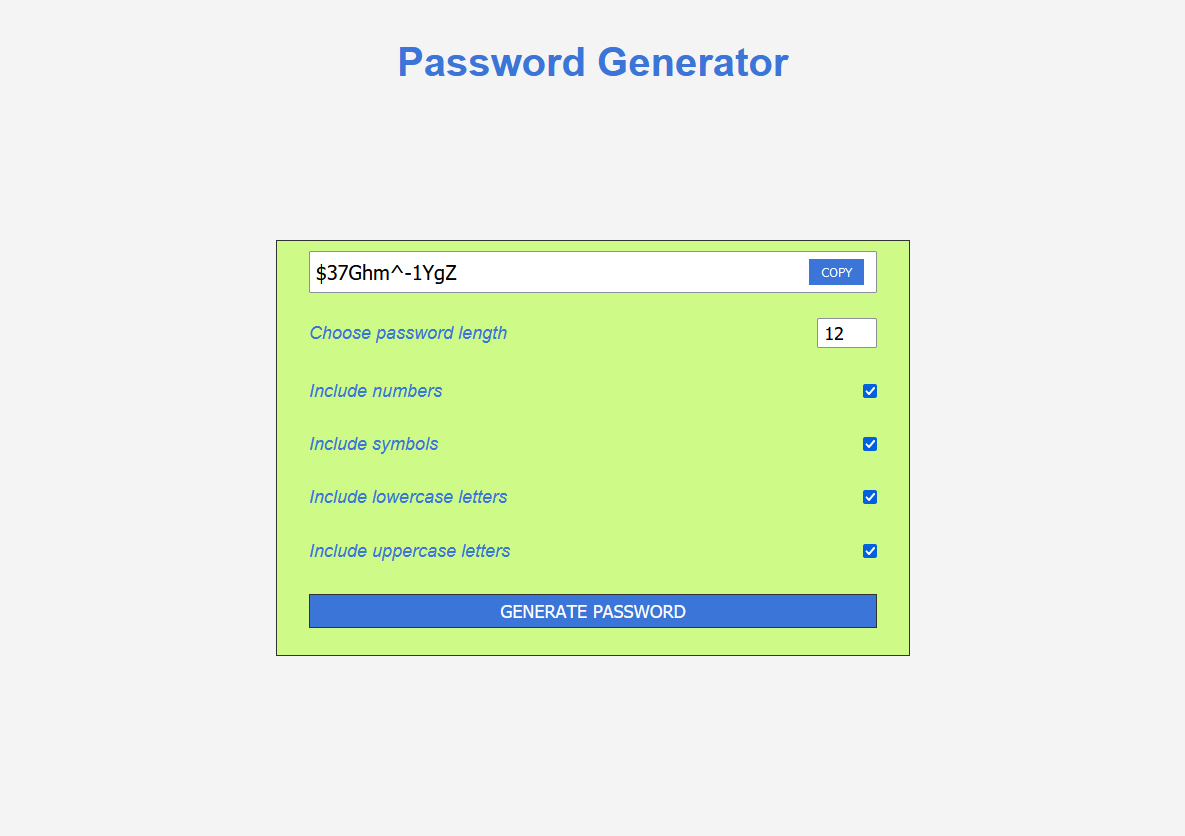 Password Generator
$37Ghm^-1YgZ COPY
Choose password length 12
Include numbers
Include symbols
Include lowercase letters
Include uppercase letters
GENERATE PASSWORD